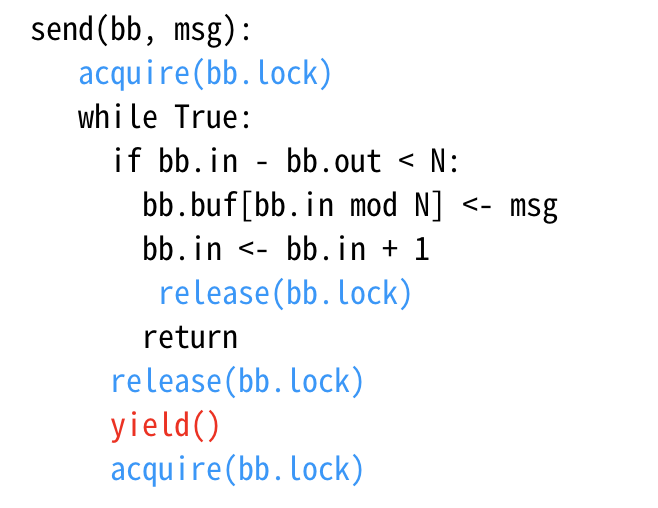 send(bb, msg):
   acquire(bb.lock)
   while True:
     if bb.in - bb.out < N:
       bb.buf[bb.in mod N] <- msg
       bb.in <- bb.in + 1
        release(bb.lock)
       return
     release(bb.lock)
     yield()
     acquire(bb.lock)